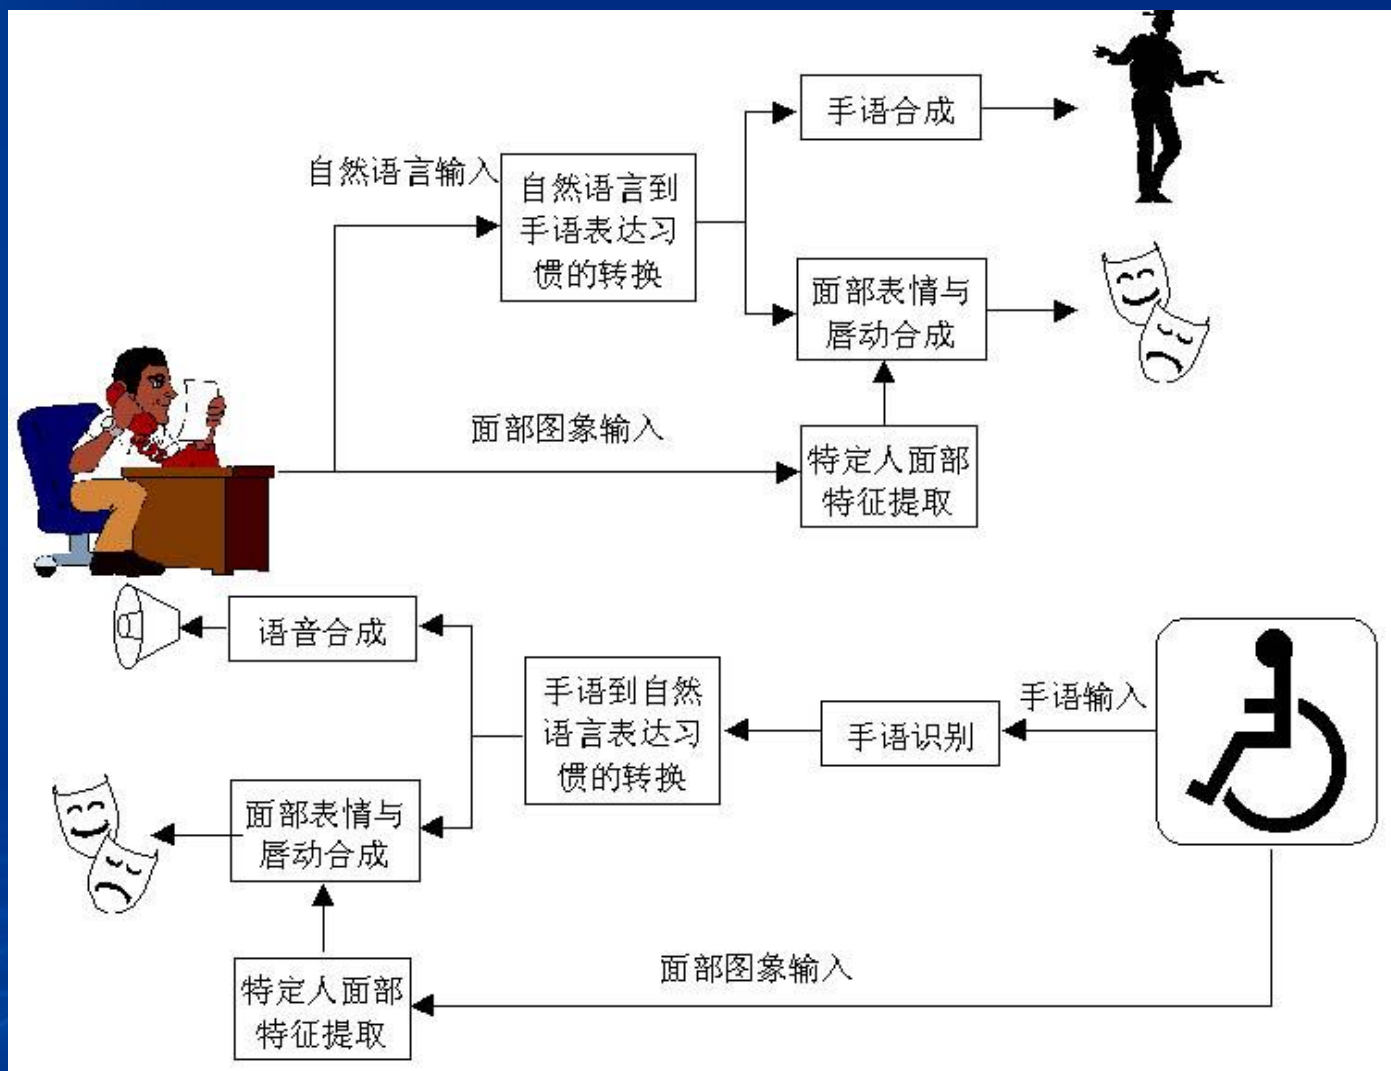 手语合成
自然语言输入
自然语言到
手语表达习
惯的转换
面部表情与
唇动合成
面部图象输入
特定人面部
特征提取
语音合成
手语到自然
语言表达习
惯的转换
手语识别
手语输入
面部表情与
唇动合成
特定人面部
特征提取
面部图象输入